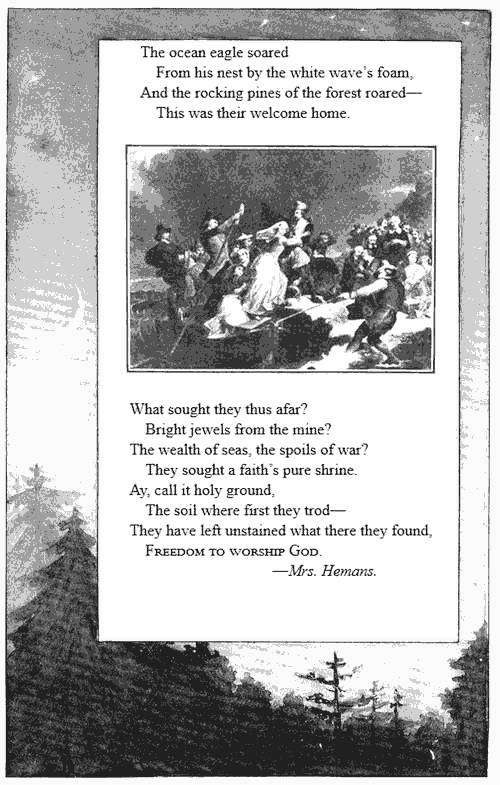 The ocean eagle soared
From his nest by the white wave's foam,
And the rocking pines of the forest roared—
This was their welcome home.
What sought they thus afar?
Bright jewels from the mine?
The wealth of seas, the spoils of war?
They sought a faith's pure shrine.
Ay, call it holy ground,
The soil where first they trod—
They have left unstained what there they found,
FREEDOM TO WORSHIP GOD.
—Mrs. Hemans.